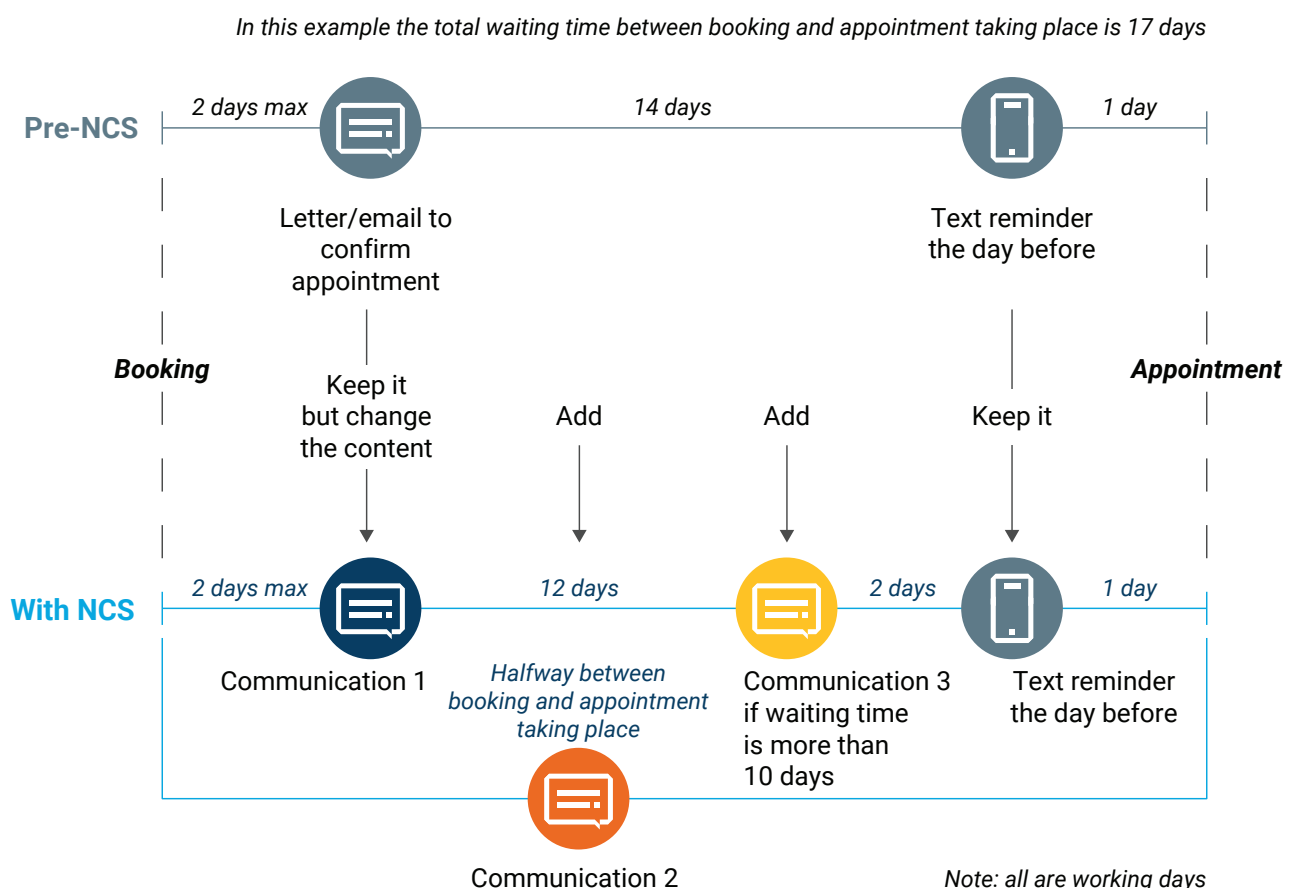 In this example the total waiting time between booking and appointment taking place is 17 days
Pre-NCS
2 days max
14 days
1 day
Letter/email to
confirm
appointment
Text reminder
the day before
Booking
Appointment
Keep it
but change
the content
Add
Add
Keep it
With NCS
2 days max
12 days
2 days
1 day
Communication 1
Halfway between
booking and appointment
taking place
Communication 3
if waiting time
is more than
10 days
Text reminder
the day before
Communication 2
Note: all are working days